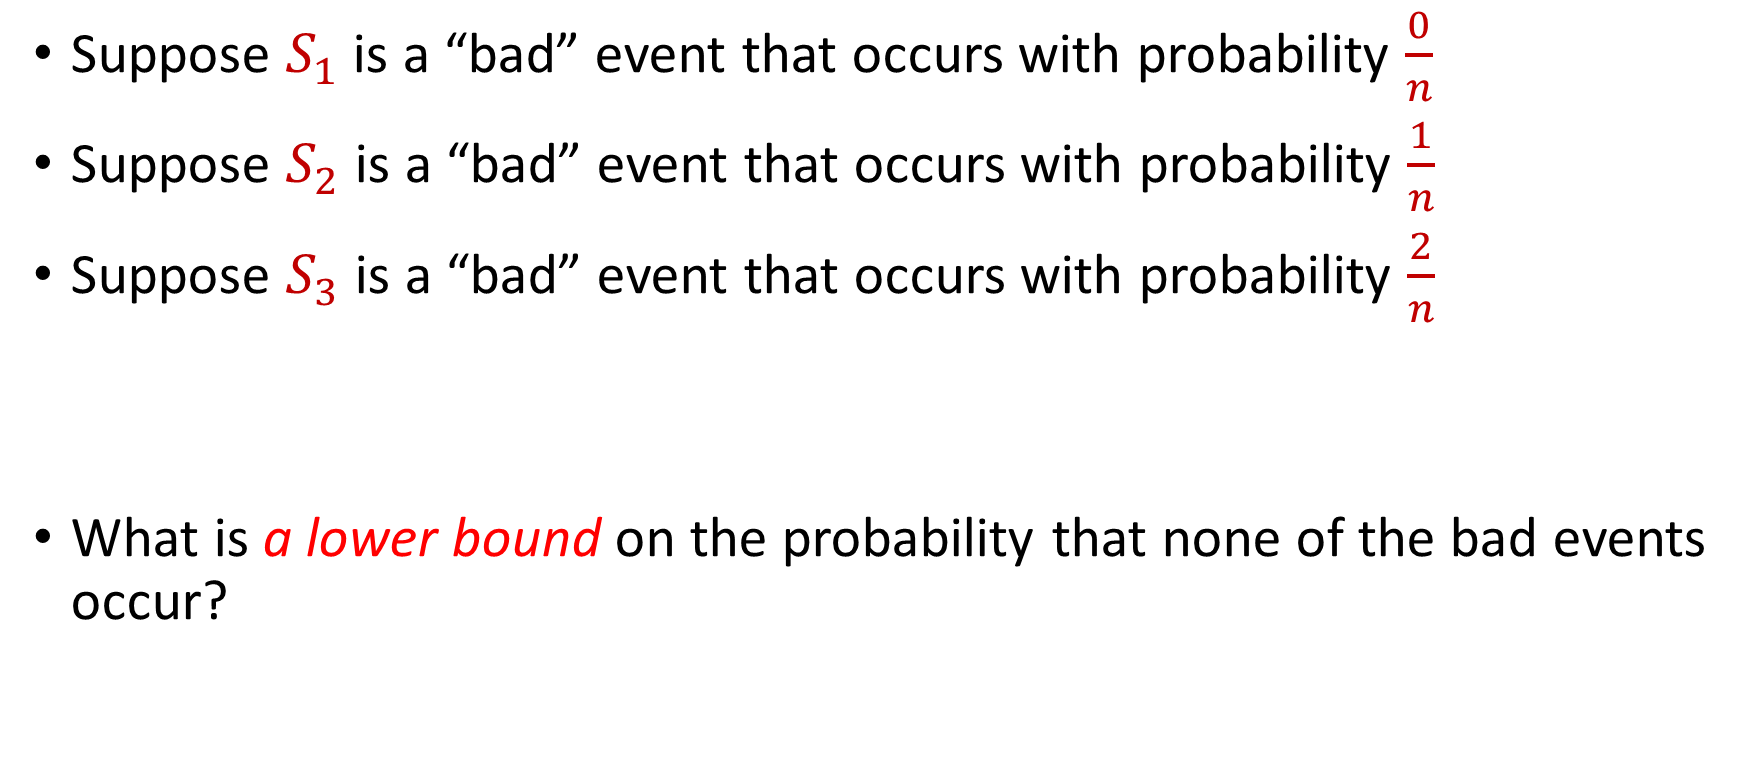 • Suppose S₁ is a “bad” event that occurs with probability 0/n
• Suppose S₂ is a “bad” event that occurs with probability 1/n
• Suppose S₃ is a “bad” event that occurs with probability 2/n
• What is a lower bound on the probability that none of the bad events
occur?